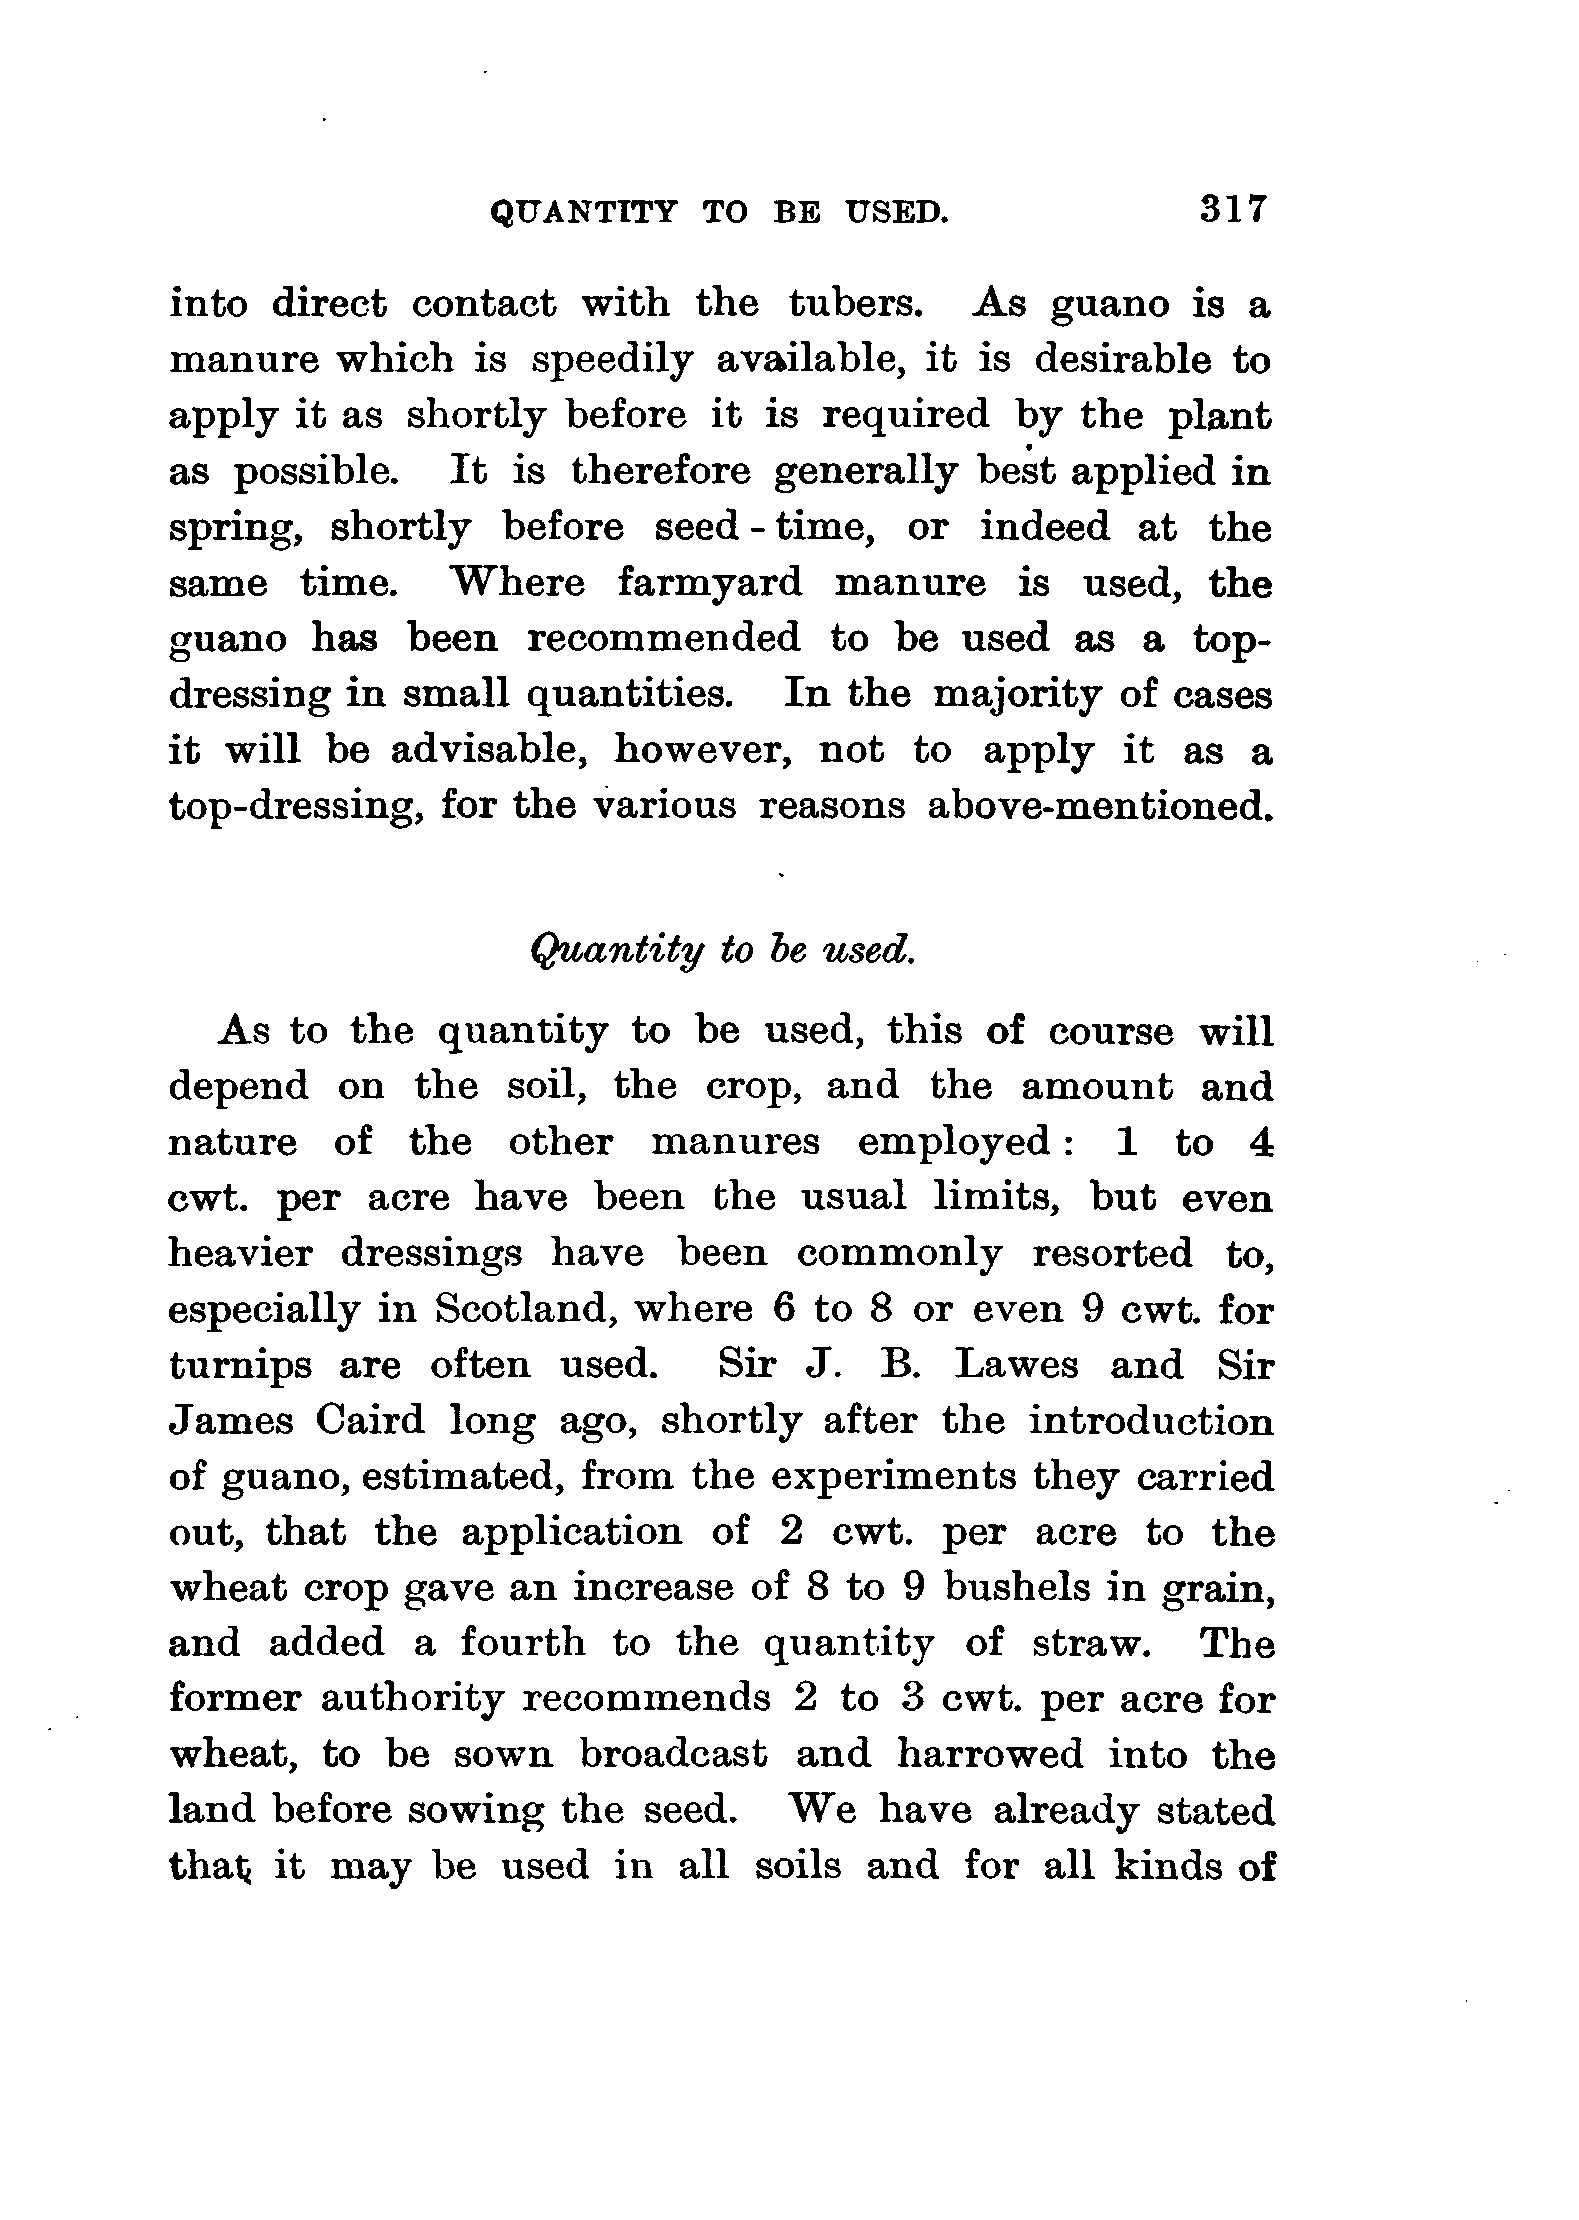 QUANTITY TO BE USED. 317
into direct contact with the tubers. As guano is a
manure which is speedily available, it is desirable to
apply it as shortly before it is required by the plant
as possible. It is therefore generally best applied in
spring, shortly before seed-time, or indeed at the
same time. Where farmyard manure is used, the
guano has been recommended to be used as a top-
dressing in small quantities. In the majority of cases
it will be advisable, however, not to apply it as a
top-dressing, for the various reasons above-mentioned.
Quantity to be used.
As to the quantity to be used, this of course will
depend on the soil, the crop, and the amount and
nature of the other manures employed: 1 to 4
cwt. per acre have been the usual limits, but even
heavier dressings have been commonly resorted to,
especially in Scotland, where 6 to 8 or even 9 cwt. for
turnips are often used. Sir J. B. Lawes and Sir
James Caird long ago, shortly after the introduction
of guano, estimated, from the experiments they carried
out, that the application of 2 cwt. per acre to the
wheat crop gave an increase of 8 to 9 bushels in grain,
and added a fourth to the quantity of straw. The
former authority recommends 2 to 3 cwt. per acre for
wheat, to be sown broadcast and harrowed into the
land before sowing the seed. We have already stated
that it may be used in all soils and for all kinds of